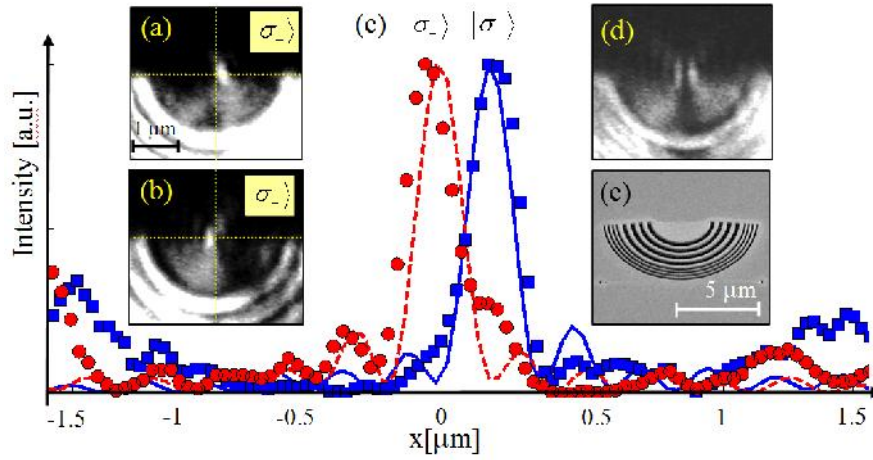 (a)
σ₋⟩
1 μm
(b)
σ₋⟩
(c)
σ₋⟩
|σ ⟩
(d)
(e)
5 μm
Intensity [a.u.]
-1.5
-1
-0.5
0
0.5
1
1.5
x[μm]